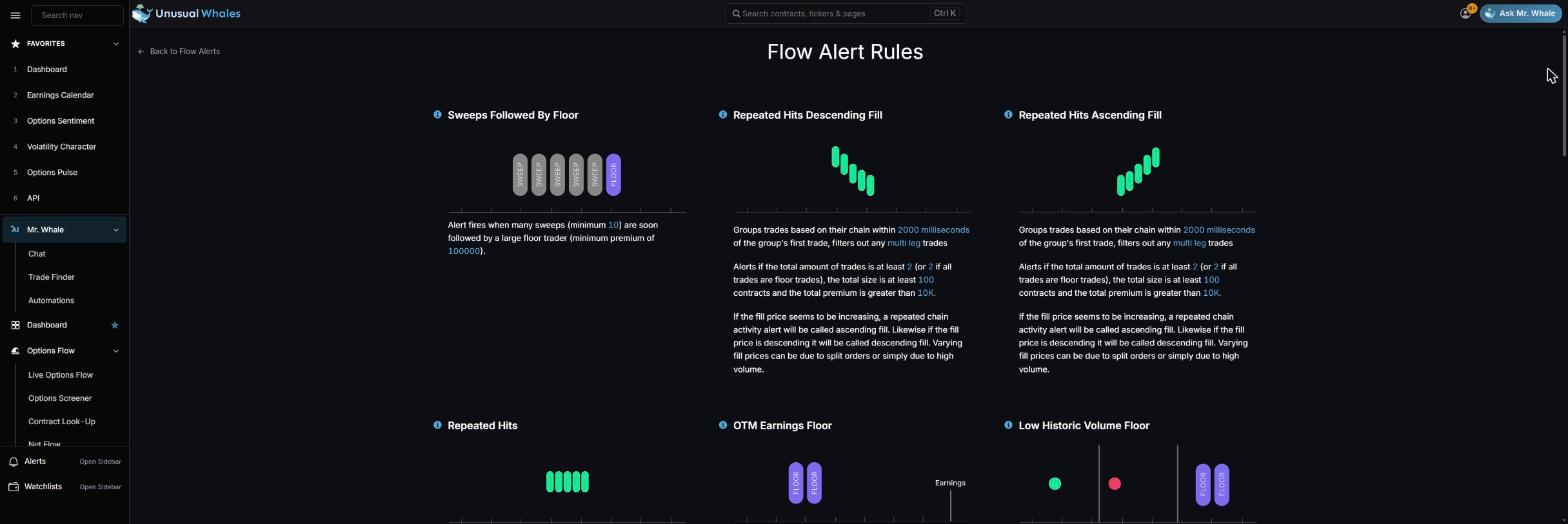 Search nav
Unusual Whales
Search contracts, tickers & pages
Ctrl K
9+
Ask Mr. Whale
FAVORITES
1 Dashboard
2 Earnings Calendar
3 Options Sentiment
4 Volatility Character
5 Options Pulse
6 API
AI Mr. Whale
Chat
Trade Finder
Automations
Dashboard
Options Flow
Live Options Flow
Options Screener
Contract Look-Up
Net Flow
Alerts Open Sidebar
Watchlists Open Sidebar
← Back to Flow Alerts
Flow Alert Rules
Sweeps Followed By Floor
SWEEP SWEEP SWEEP SWEEP SWEEP FLOOR
Alert fires when many sweeps (minimum 10) are soon
followed by a large floor trader (minimum premium of
100000).
Repeated Hits Descending Fill
Groups trades based on their chain within 2000 milliseconds
of the group's first trade, filters out any multi leg trades
Alerts if the total amount of trades is at least 2 (or 2 if all
trades are floor trades), the total size is at least 100
contracts and the total premium is greater than 10K.
If the fill price seems to be increasing, a repeated chain
activity alert will be called ascending fill. Likewise if the fill
price is descending it will be called descending fill. Varying
fill prices can be due to split orders or simply due to high
volume.
Repeated Hits Ascending Fill
Groups trades based on their chain within 2000 milliseconds
of the group's first trade, filters out any multi leg trades
Alerts if the total amount of trades is at least 2 (or 2 if all
trades are floor trades), the total size is at least 100
contracts and the total premium is greater than 10K.
If the fill price seems to be increasing, a repeated chain
activity alert will be called ascending fill. Likewise if the fill
price is descending it will be called descending fill. Varying
fill prices can be due to split orders or simply due to high
volume.
Repeated Hits
OTM Earnings Floor
FLOOR FLOOR
Earnings
Low Historic Volume Floor
FLOOR FLOOR